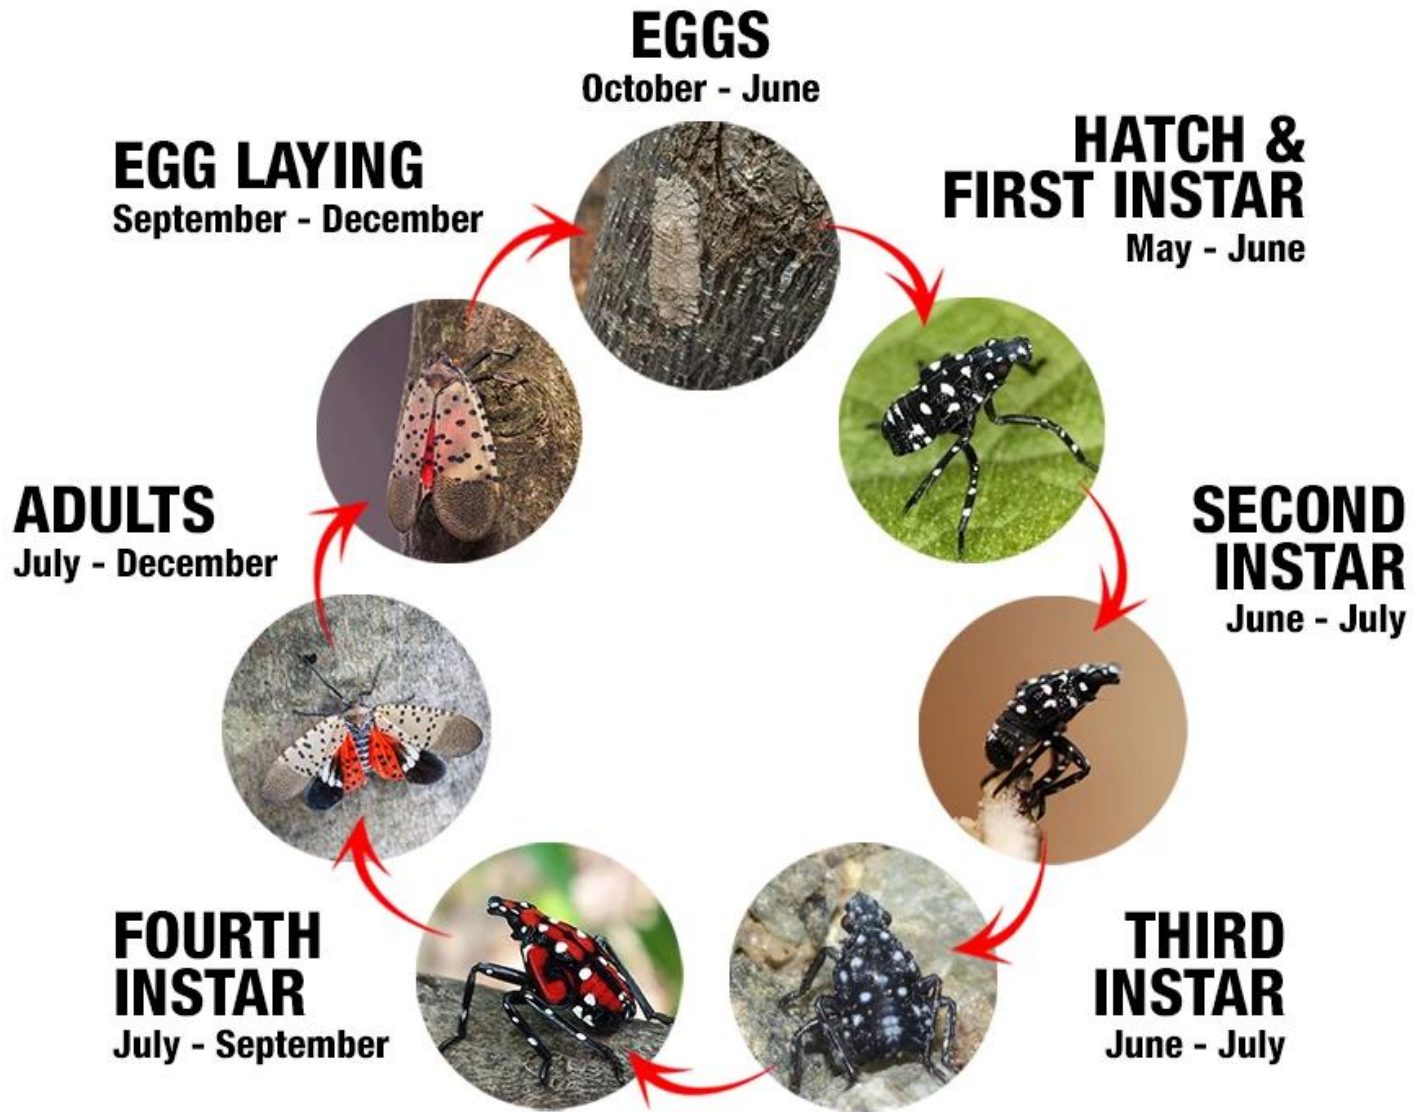 EGGS
October - June
HATCH &
FIRST INSTAR
May - June
SECOND
INSTAR
June - July
THIRD
INSTAR
June - July
FOURTH
INSTAR
July - September
ADULTS
July - December
EGG LAYING
September - December